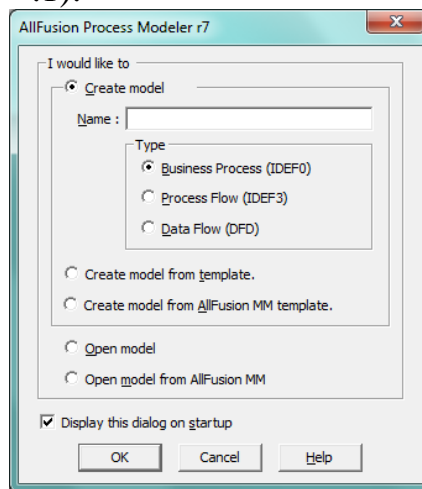 AllFusion Process Modeler r7
I would like to
Create model
Name :
Type
Business Process (IDEF0)
Process Flow (IDEF3)
Data Flow (DFD)
Create model from template.
Create model from AllFusion MM template.
Open model
Open model from AllFusion MM
Display this dialog on startup
OK Cancel Help